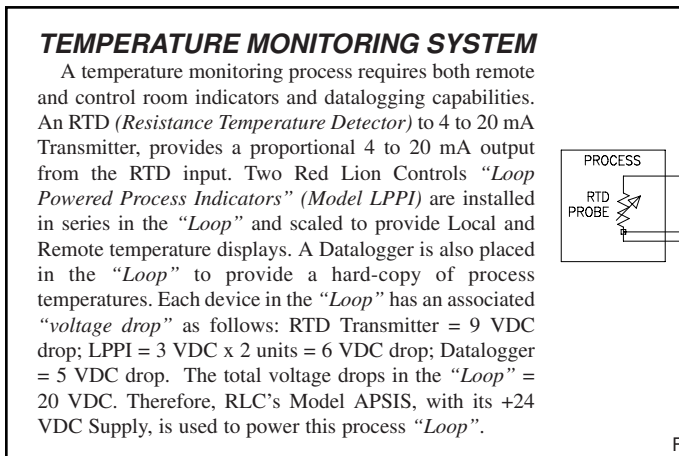 TEMPERATURE MONITORING SYSTEM
A temperature monitoring process requires both remote
and control room indicators and datalogging capabilities.
An RTD (Resistance Temperature Detector) to 4 to 20 mA
Transmitter, provides a proportional 4 to 20 mA output
from the RTD input. Two Red Lion Controls “Loop
Powered Process Indicators” (Model LPPI) are installed
in series in the “Loop” and scaled to provide Local and
Remote temperature displays. A Datalogger is also placed
in the “Loop” to provide a hard-copy of process
temperatures. Each device in the “Loop” has an associated
“voltage drop” as follows: RTD Transmitter = 9 VDC
drop; LPPI = 3 VDC x 2 units = 6 VDC drop; Datalogger
= 5 VDC drop. The total voltage drops in the “Loop” =
20 VDC. Therefore, RLC’s Model APSIS, with its +24
VDC Supply, is used to power this process “Loop”.
PROCESS
RTD
PROBE
F